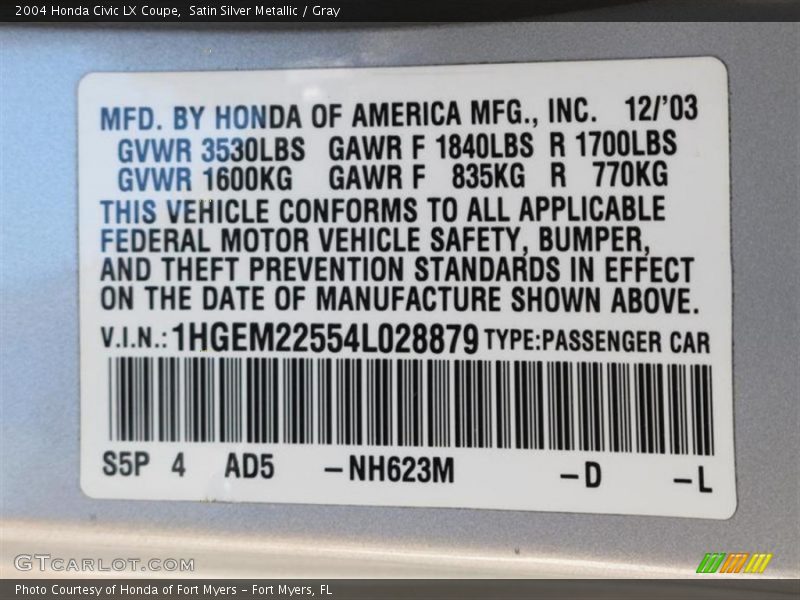 2004 Honda Civic LX Coupe, Satin Silver Metallic / Gray
MFD. BY HONDA OF AMERICA MFG., INC. 12/'03
GVWR 3530LBS GAWR F 1840LBS R 1700LBS
GVWR 1600KG GAWR F 835KG R 770KG
THIS VEHICLE CONFORMS TO ALL APPLICABLE
FEDERAL MOTOR VEHICLE SAFETY, BUMPER,
AND THEFT PREVENTION STANDARDS IN EFFECT
ON THE DATE OF MANUFACTURE SHOWN ABOVE.
V.I.N.: 1HGEM22554L028879 TYPE:PASSENGER CAR
S5P 4 AD5 –NH623M –D –L
GTCARLOT.COM
Photo Courtesy of Honda of Fort Myers – Fort Myers, FL